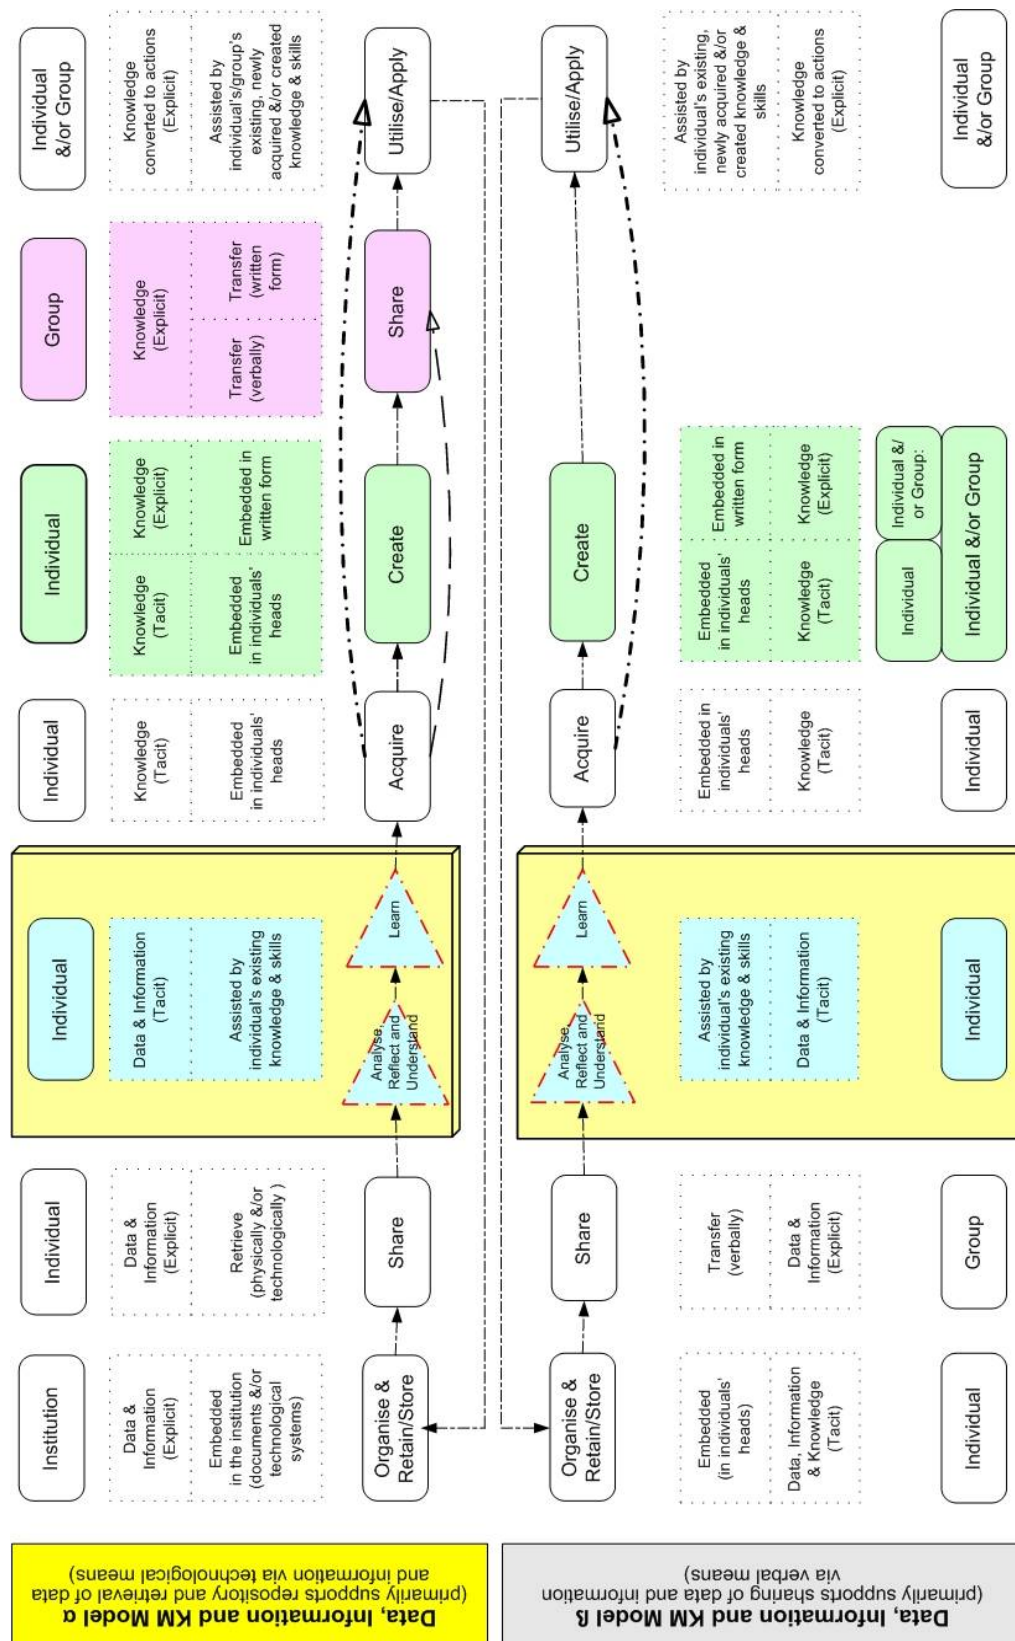 Data, Information and KM Model α
(primarily supports repository and retrieval of data
and information via technological means)
Institution
Data &
Information
(Explicit)
Embedded
in the institution
(documents &/or
technological
systems)
Organise &
Retain/Store
Individual
Data &
Information
(Explicit)
Retrieve
(physically &/or
technologically )
Share
Individual
Data & Information
(Tacit)
Assisted by
individual's existing
knowledge & skills
Analyse,
Reflect and
Understand
Learn
Individual
Knowledge
(Tacit)
Embedded
in individuals'
heads
Acquire
Individual
Knowledge
(Tacit)
Knowledge
(Explicit)
Embedded
in individuals'
heads
Embedded in
written form
Create
Group
Knowledge
(Explicit)
Transfer
(verbally)
Transfer
(written
form)
Share
Individual
&/or Group
Knowledge
converted to actions
(Explicit)
Assisted by
individual's/group's
existing, newly
acquired &/or created
knowledge & skills
Utilise/Apply
Data, Information and KM Model ß
(primarily supports sharing of data and information
via verbal means)
Organise &
Retain/Store
Embedded
(in individuals'
heads)
Data, Information
& Knowledge
(Tacit)
Individual
Share
Transfer
(verbally)
Data &
Information
(Explicit)
Group
Analyse,
Reflect and
Understand
Learn
Assisted by
individual's existing
knowledge & skills
Data & Information
(Tacit)
Individual
Acquire
Embedded in
individuals'
heads
Knowledge
(Tacit)
Individual
Create
Embedded
in individuals'
heads
Embedded in
written form
Knowledge
(Tacit)
Knowledge
(Explicit)
Individual
Individual &/
or Group:
Individual &/or Group
Utilise/Apply
Assisted by
individual's existing,
newly acquired &/or
created knowledge &
skills
Knowledge
converted to actions
(Explicit)
Individual
&/or Group